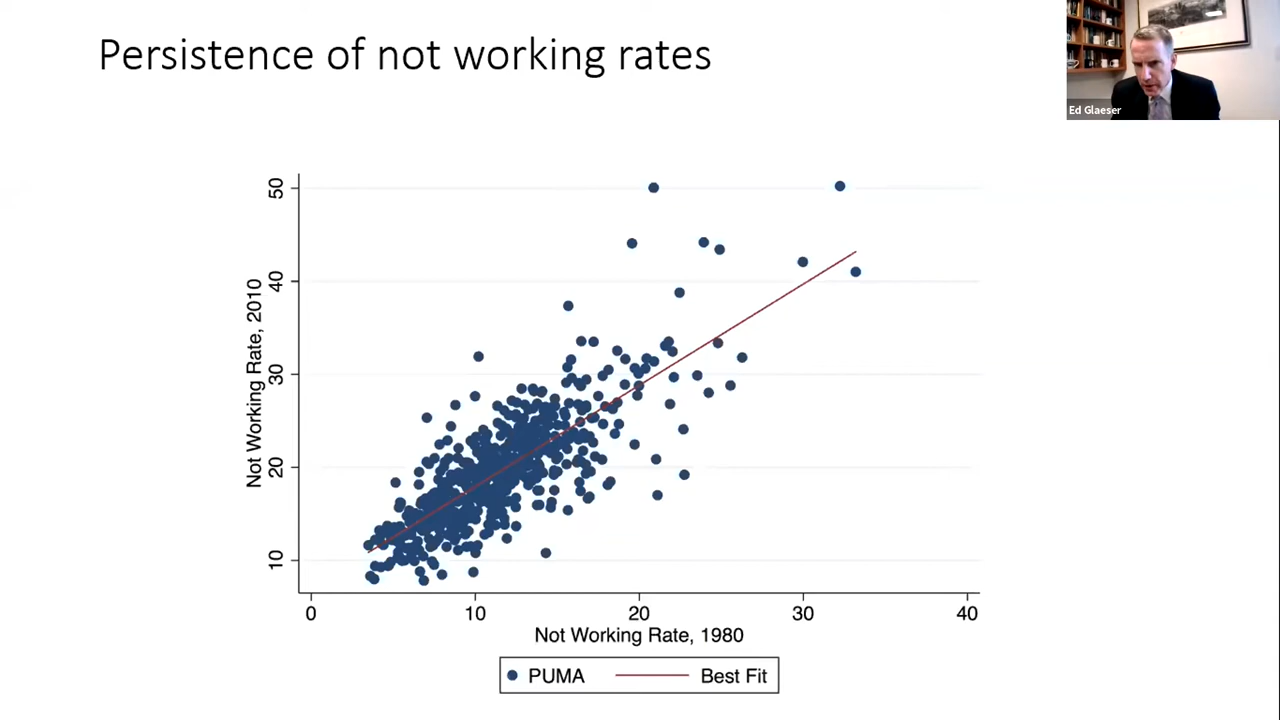 Persistence of not working rates
Ed Glaeser
Not Working Rate, 2010
50
40
30
20
10
0
10
20
30
40
Not Working Rate, 1980
PUMA
Best Fit